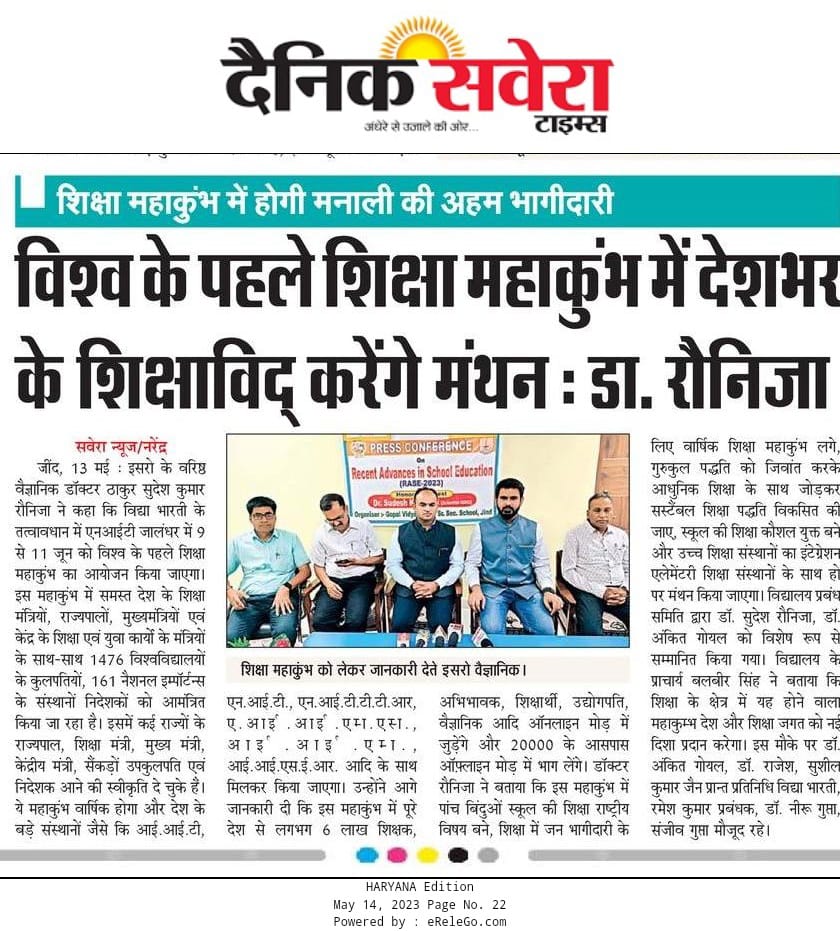 दैनिक सवेरा
टाइम्स
अंधेरे से उजाले की ओर...
शिक्षा महाकुंभ में होगी मनाली की अहम भागीदारी
विश्व के पहले शिक्षा महाकुंभ में देशभर
के शिक्षाविद् करेंगे मंथन : डा. रौनिजा
सवेरा न्यूज/नरेंद्र
जींद, 13 मई : इसरो के वरिष्ठ
वैज्ञानिक डॉक्टर ठाकुर सुदेश कुमार
रौनिजा ने कहा कि विद्या भारती के
तत्वावधान में एनआईटी जालंधर में 9
से 11 जून को विश्व के पहले शिक्षा
महाकुंभ का आयोजन किया जाएगा।
इस महाकुंभ में समस्त देश के शिक्षा
मंत्रियों, राज्यपालों, मुख्यमंत्रियों एवं
केंद्र के शिक्षा एवं युवा कार्यो के मंत्रियों
के साथ-साथ 1476 विश्वविद्यालयों
के कुलपतियों, 161 नैशनल इम्पॉर्टन्स
के संस्थानों निदेशकों को आमंत्रित
किया जा रहा है। इसमें कई राज्यों के
राज्यपाल, शिक्षा मंत्री, मुख्य मंत्री,
केंद्रीय मंत्री, सैंकड़ों उपकुलपति एवं
निदेशक आने की स्वीकृति दे चुके है।
ये महाकुंभ वार्षिक होगा और देश के
बड़े संस्थानों जैसे कि आई.आई.टी,
PRESS CONFERENCE
On
Recent Advances in School Education
(RASE-2023)
Dr. Sudesh
Organiser > Gopal Vidya Sr. Sec. School, Jind
शिक्षा महाकुंभ को लेकर जानकारी देते इसरो वैज्ञानिक।
एन.आई.टी., एन.आई.टी.टी.टी.आर,
ए.आई.आई.एम.एस.,
आई.आई.एम.,
आई.आई.एस.ई.आर. आदि के साथ
मिलकर किया जाएगा। उन्होंने आगे
जानकारी दी कि इस महाकुंभ में पूरे
देश से लगभग 6 लाख शिक्षक,
अभिभावक, शिक्षार्थी, उद्योगपति,
वैज्ञानिक आदि ऑनलाइन मोड़ में
जुड़ेंगे और 20000 के आसपास
ऑफ़लाइन मोड़ में भाग लेंगे। डॉक्टर
रौनिजा ने बताया कि इस महाकुंभ में
पांच बिंदुओं स्कूल की शिक्षा राष्ट्रीय
विषय बने, शिक्षा में जन भागीदारी के
लिए वार्षिक शिक्षा महाकुंभ लगे,
गुरुकुल पद्धति को जिवांत करके
आधुनिक शिक्षा के साथ जोड़कर
सस्टैंबल शिक्षा पद्धति विकसित की
जाए, स्कूल की शिक्षा कौशल युक्त बने
और उच्च शिक्षा संस्थानों का इंटेग्रेशन
एलेमेंटरी शिक्षा संस्थानों के साथ हो
पर मंथन किया जाएगा। विद्यालय प्रबंध
समिति द्वारा डॉ. सुदेश रौनिजा, डॉ.
अंकित गोयल को विशेष रूप से
सम्मानित किया गया। विद्यालय के
प्राचार्य बलबीर सिंह ने बताया कि
शिक्षा के क्षेत्र में यह होने वाला
महाकुम्भ देश और शिक्षा जगत को नई
दिशा प्रदान करेगा। इस मौके पर डॉ.
अंकित गोयल, डॉ. राजेश, सुशील
कुमार जैन प्रान्त प्रतिनिधि विद्या भारती,
रमेश कुमार प्रबंधक, डॉ. नीरू गुप्ता,
संजीव गुप्ता मौजूद रहे।
HARYANA Edition
May 14, 2023 Page No. 22
Powered by : eReleGo.com